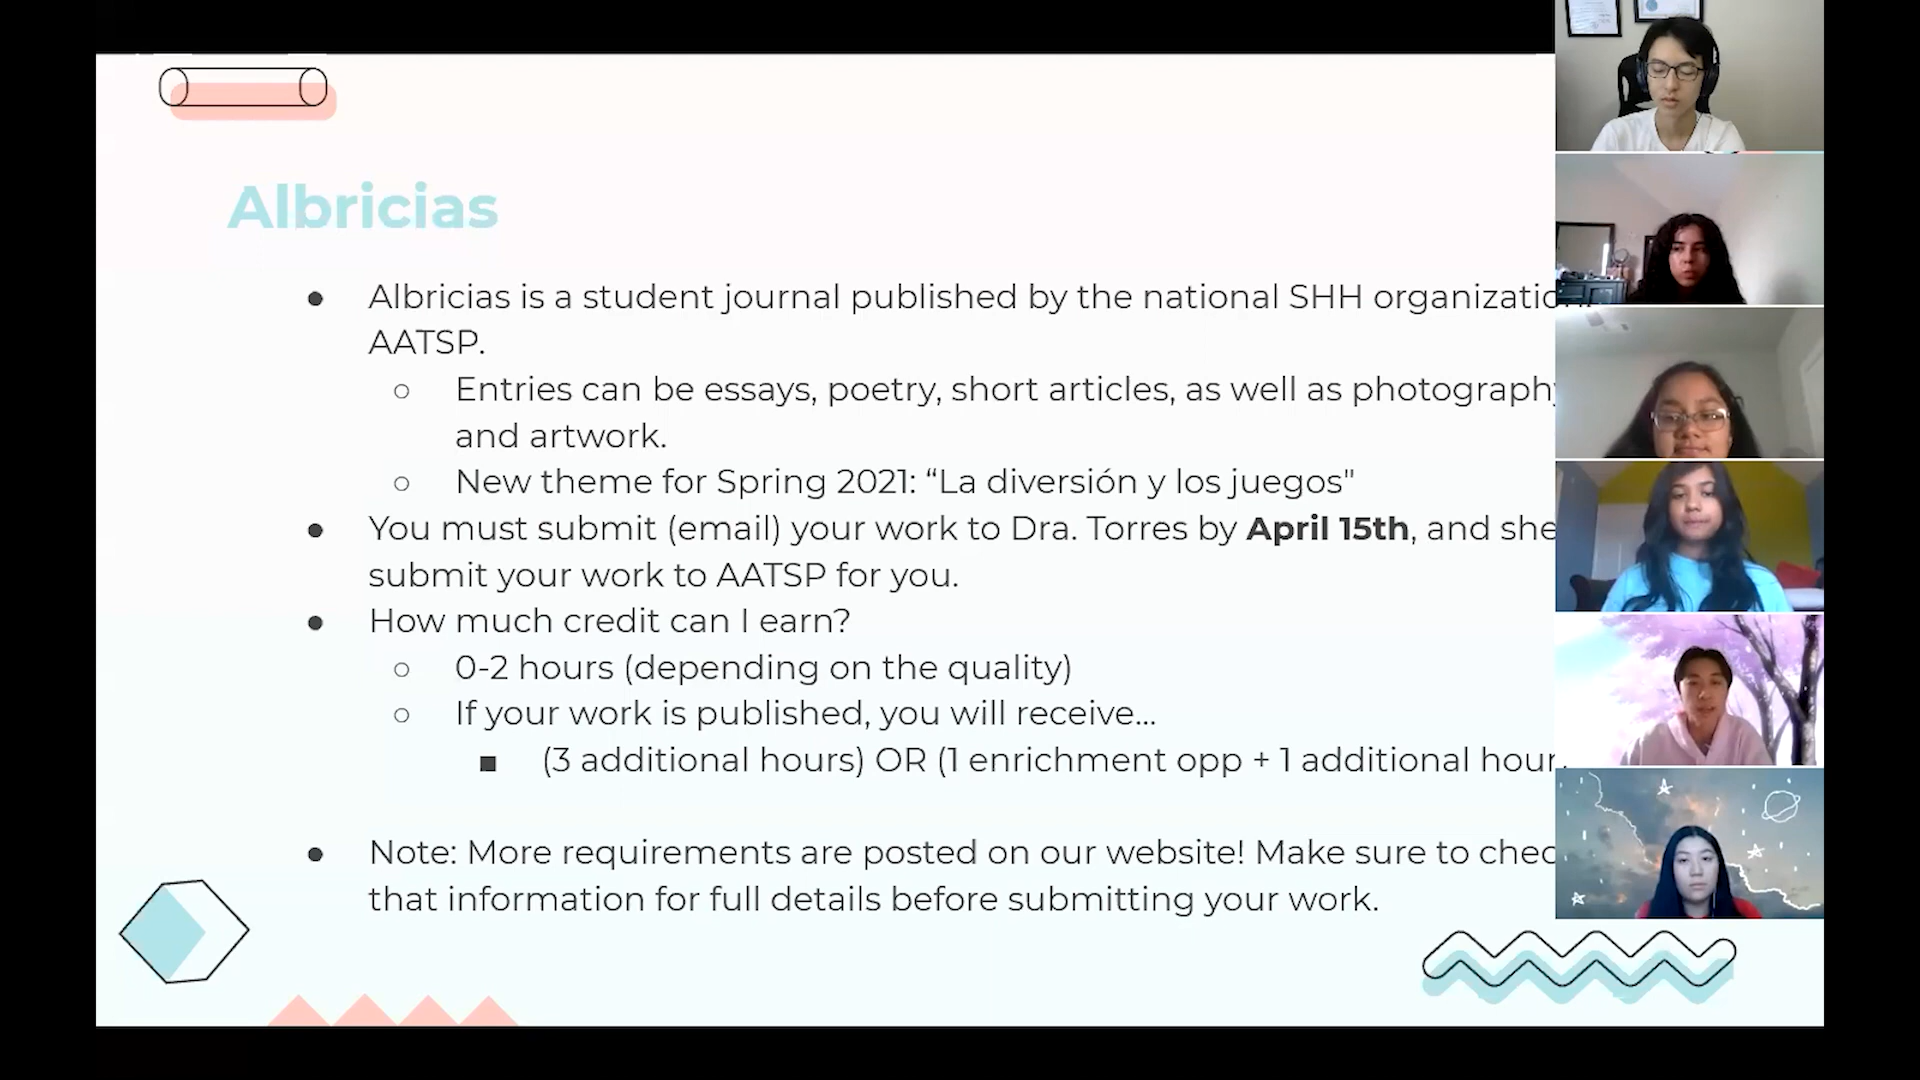 Albricias
● Albricias is a student journal published by the national SHH
AATSP.
○ Entries can be essays, poetry, short articles, as well as photography
and artwork.
○ New theme for Spring 2021: “La diversión y los juegos"
● You must submit (email) your work to Dra. Torres by April 15th, and she
submit your work to AATSP for you.
● How much credit can I earn?
○ 0-2 hours (depending on the quality)
○ If your work is published, you will receive...
■ (3 additional hours) OR (1 enrichment opp + 1 additional hour
● Note: More requirements are posted on our website! Make sure to
that information for full details before submitting your work.